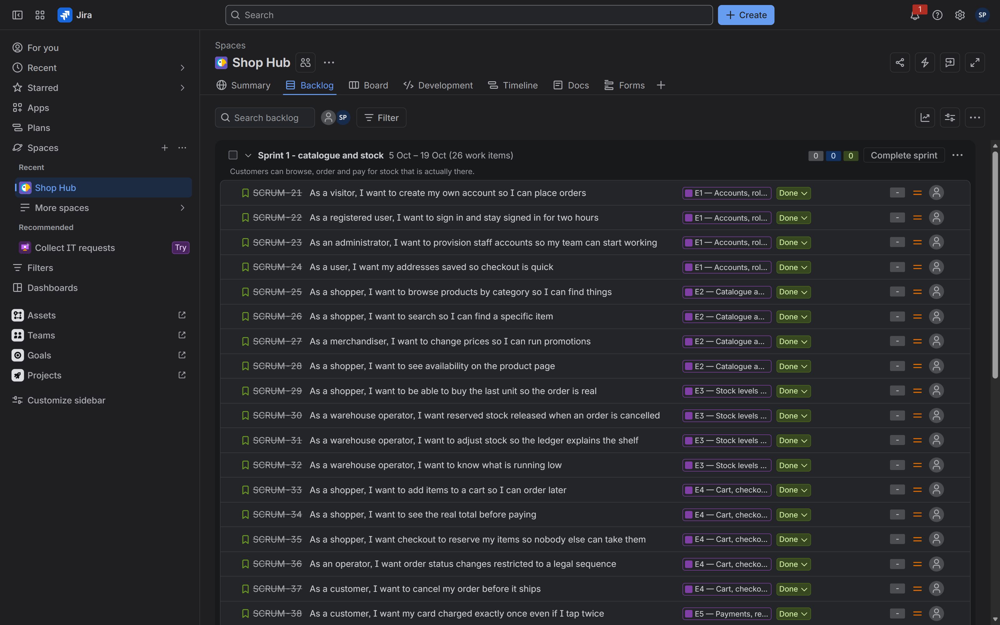 Jira
Search
Create
1
SP
For you
Recent
Starred
Apps
Plans
Spaces
Recent
Shop Hub
More spaces
Recommended
Collect IT requests Try
Filters
Dashboards
Assets
Teams
Goals
Projects
Customize sidebar
Spaces
Shop Hub
Summary Backlog Board Development Timeline Docs Forms
Search backlog SP Filter
Sprint 1 - catalogue and stock 5 Oct – 19 Oct (26 work items) 0 0 0 Complete sprint
Customers can browse, order and pay for stock that is actually there.
SCRUM-21 As a visitor, I want to create my own account so I can place orders E1 — Accounts, rol... Done -
SCRUM-22 As a registered user, I want to sign in and stay signed in for two hours E1 — Accounts, rol... Done -
SCRUM-23 As an administrator, I want to provision staff accounts so my team can start working E1 — Accounts, rol... Done -
SCRUM-24 As a user, I want my addresses saved so checkout is quick E1 — Accounts, rol... Done -
SCRUM-25 As a shopper, I want to browse products by category so I can find things E2 — Catalogue a... Done -
SCRUM-26 As a shopper, I want to search so I can find a specific item E2 — Catalogue a... Done -
SCRUM-27 As a merchandiser, I want to change prices so I can run promotions E2 — Catalogue a... Done -
SCRUM-28 As a shopper, I want to see availability on the product page E2 — Catalogue a... Done -
SCRUM-29 As a shopper, I want to be able to buy the last unit so the order is real E3 — Stock levels ... Done -
SCRUM-30 As a warehouse operator, I want reserved stock released when an order is cancelled E3 — Stock levels ... Done -
SCRUM-31 As a warehouse operator, I want to adjust stock so the ledger explains the shelf E3 — Stock levels ... Done -
SCRUM-32 As a warehouse operator, I want to know what is running low E3 — Stock levels ... Done -
SCRUM-33 As a shopper, I want to add items to a cart so I can order later E4 — Cart, checko... Done -
SCRUM-34 As a shopper, I want to see the real total before paying E4 — Cart, checko... Done -
SCRUM-35 As a shopper, I want checkout to reserve my items so nobody else can take them E4 — Cart, checko... Done -
SCRUM-36 As an operator, I want order status changes restricted to a legal sequence E4 — Cart, checko... Done -
SCRUM-37 As a customer, I want to cancel my order before it ships E4 — Cart, checko... Done -
SCRUM-38 As a customer, I want my card charged exactly once even if I tap twice E5 — Payments, re... Done -